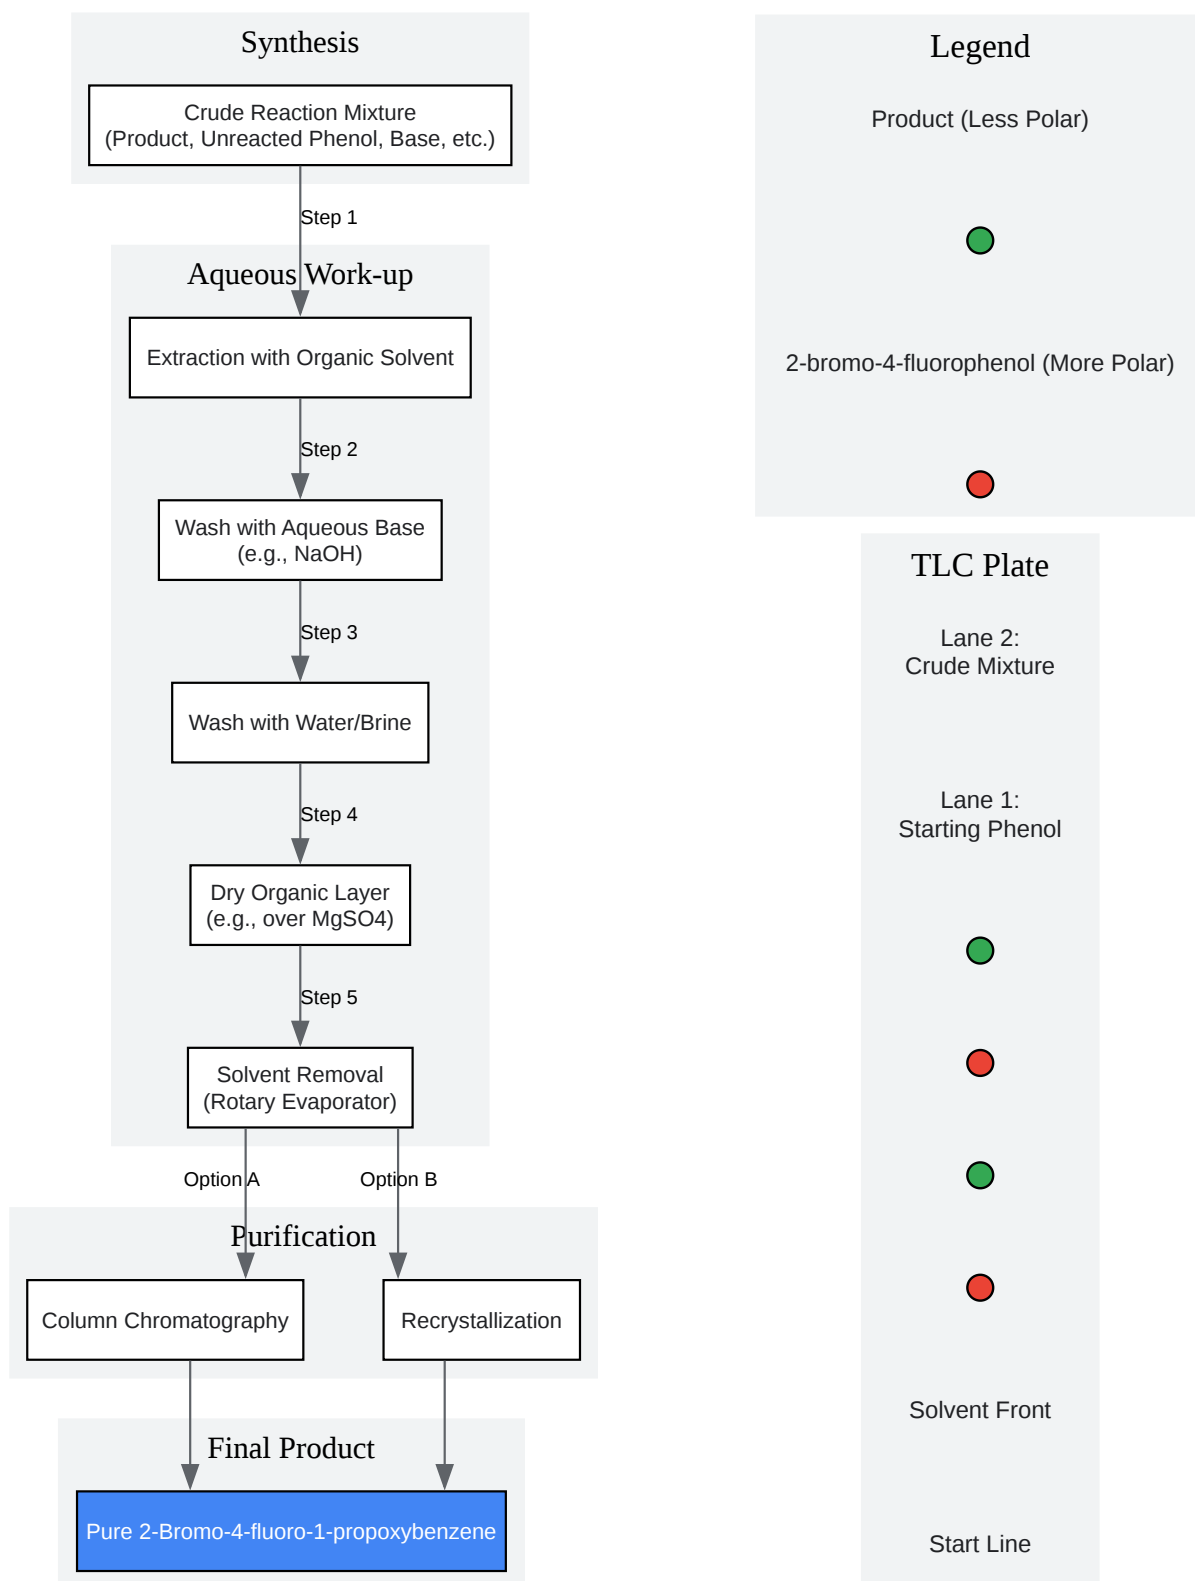 Synthesis
Crude Reaction Mixture
(Product, Unreacted Phenol, Base, etc.)
Step 1
Aqueous Work-up
Extraction with Organic Solvent
Step 2
Wash with Aqueous Base
(e.g., NaOH)
Step 3
Wash with Water/Brine
Step 4
Dry Organic Layer
(e.g., over MgSO4)
Step 5
Solvent Removal
(Rotary Evaporator)
Option A
Option B
Purification
Column Chromatography
Recrystallization
Final Product
Pure 2-Bromo-4-fluoro-1-propoxybenzene
Legend
Product (Less Polar)
2-bromo-4-fluorophenol (More Polar)
TLC Plate
Lane 2:
Crude Mixture
Lane 1:
Starting Phenol
Solvent Front
Start Line